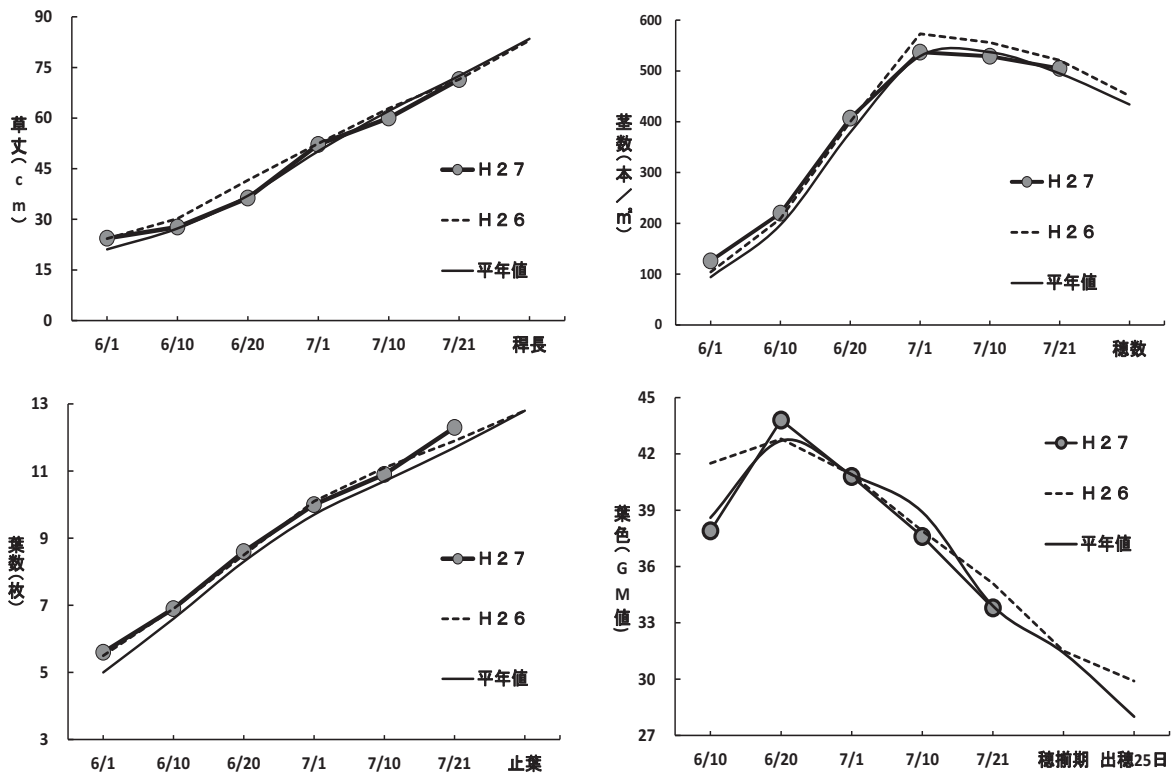 90
75
60
45
30
15
0
草丈(cm)
H27
H26
平年値
6/1 6/10 6/20 7/1 7/10 7/21 稈長
600
500
400
300
200
100
0
茎数(本/㎡)
H27
H26
平年値
6/1 6/10 6/20 7/1 7/10 7/21 穂数
13
11
9
7
5
3
葉数(枚)
H27
H26
平年値
6/1 6/10 6/20 7/1 7/10 7/21 止葉
45
42
39
36
33
30
27
葉色(GM値)
H27
H26
平年値
6/10 6/20 7/1 7/10 7/21 穂揃期 出穂25日